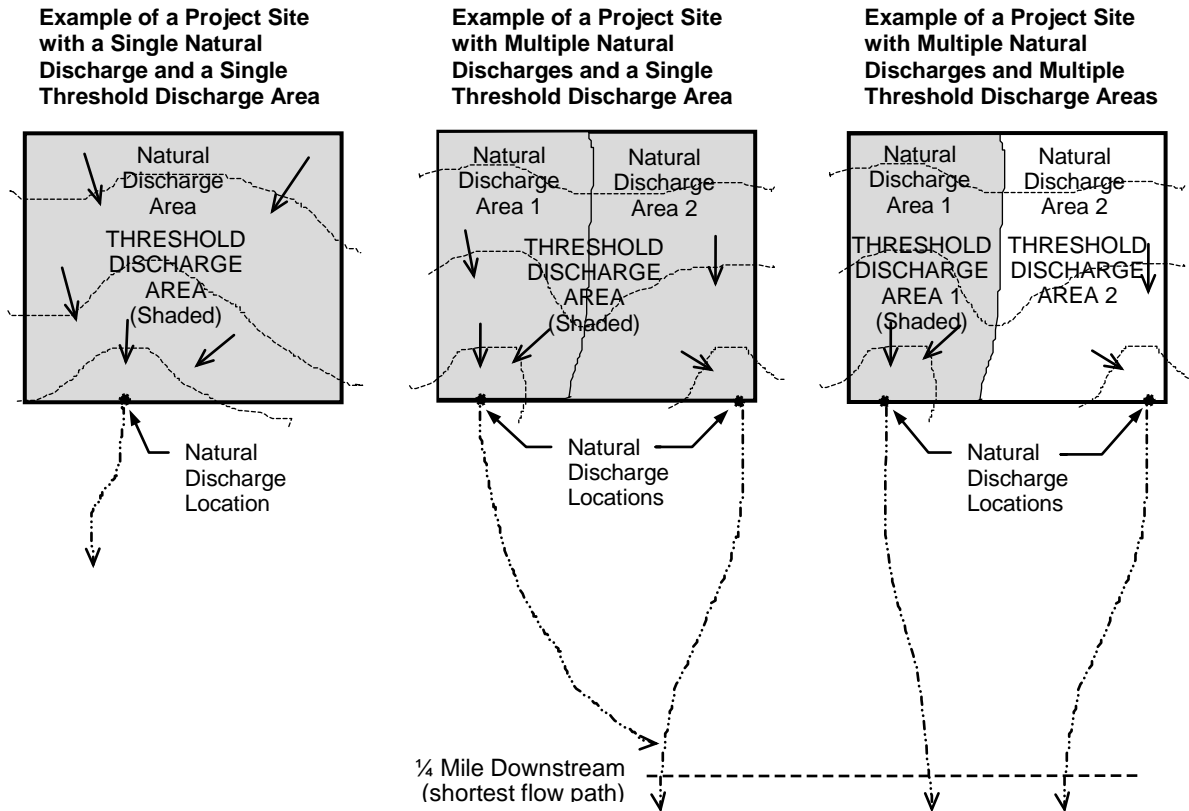 Example of a Project Site
with a Single Natural
Discharge and a Single
Threshold Discharge Area
Natural
Discharge
Area
THRESHOLD
DISCHARGE
AREA
(Shaded)
Natural
Discharge
Location
Example of a Project Site
with Multiple Natural
Discharges and a Single
Threshold Discharge Area
Natural
Discharge
Area 1
Natural
Discharge
Area 2
THRESHOLD
DISCHARGE
AREA
(Shaded)
Natural
Discharge
Locations
Example of a Project Site
with Multiple Natural
Discharges and Multiple
Threshold Discharge Areas
Natural
Discharge
Area 1
THRESHOLD
DISCHARGE
AREA 1
(Shaded)
Natural
Discharge
Area 2
THRESHOLD
DISCHARGE
AREA 2
Natural
Discharge
Locations
¼ Mile Downstream
(shortest flow path)